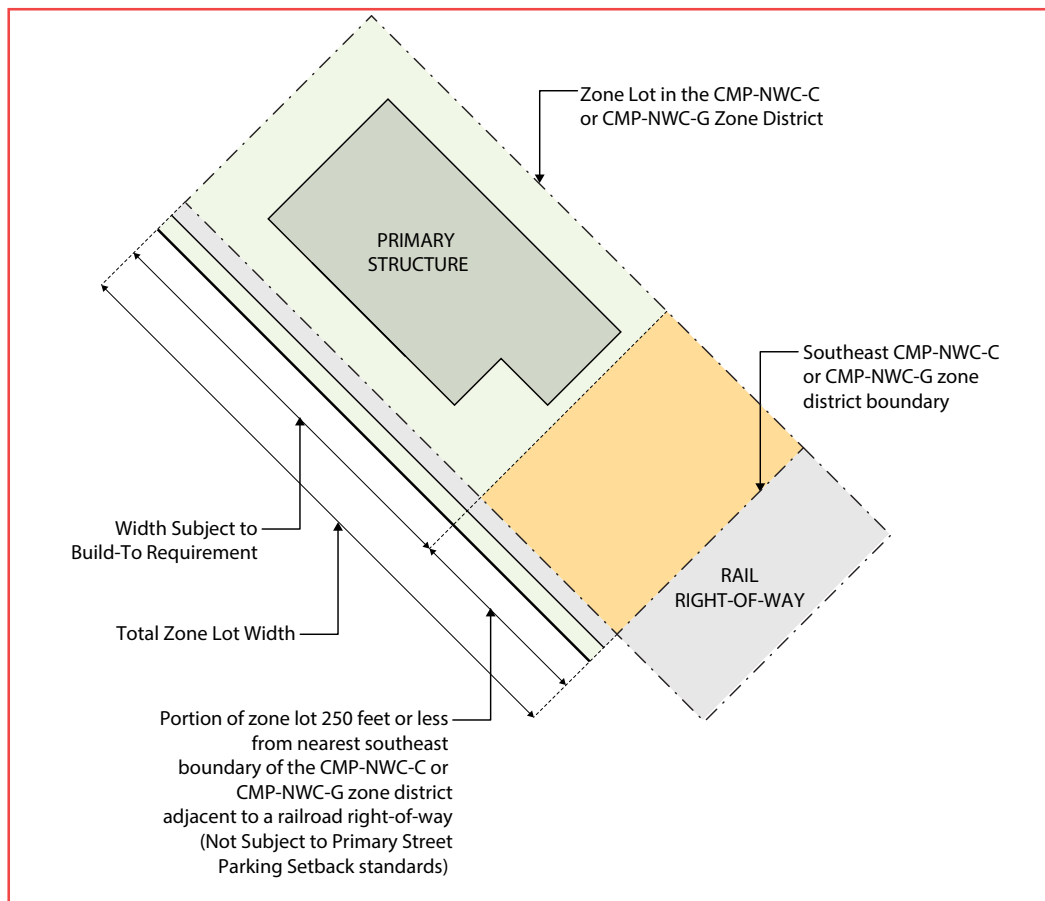 Zone Lot in the CMP-NWC-C
or CMP-NWC-G Zone District
PRIMARY
STRUCTURE
Southeast CMP-NWC-C
or CMP-NWC-G zone
district boundary
Width Subject to
Build-To Requirement
RAIL
RIGHT-OF-WAY
Total Zone Lot Width
Portion of zone lot 250 feet or less
from nearest southeast
boundary of the CMP-NWC-C or
CMP-NWC-G zone district
adjacent to a railroad right-of-way
(Not Subject to Primary Street
Parking Setback standards)